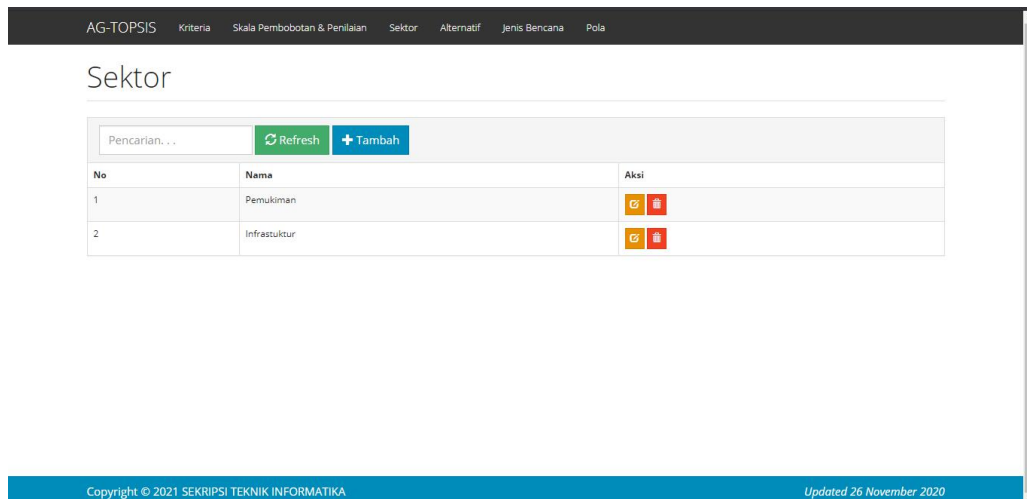 AG-TOPSIS Kriteria Skala Pembobotan & Penilaian Sektor Alternatif Jenis Bencana Pola
Sektor
Pencarian. . . Refresh Tambah
No Nama Aksi
1 Pemukiman
2 Infrastuktur
Copyright © 2021 SEKRIPSI TEKNIK INFORMATIKA Updated 26 November 2020